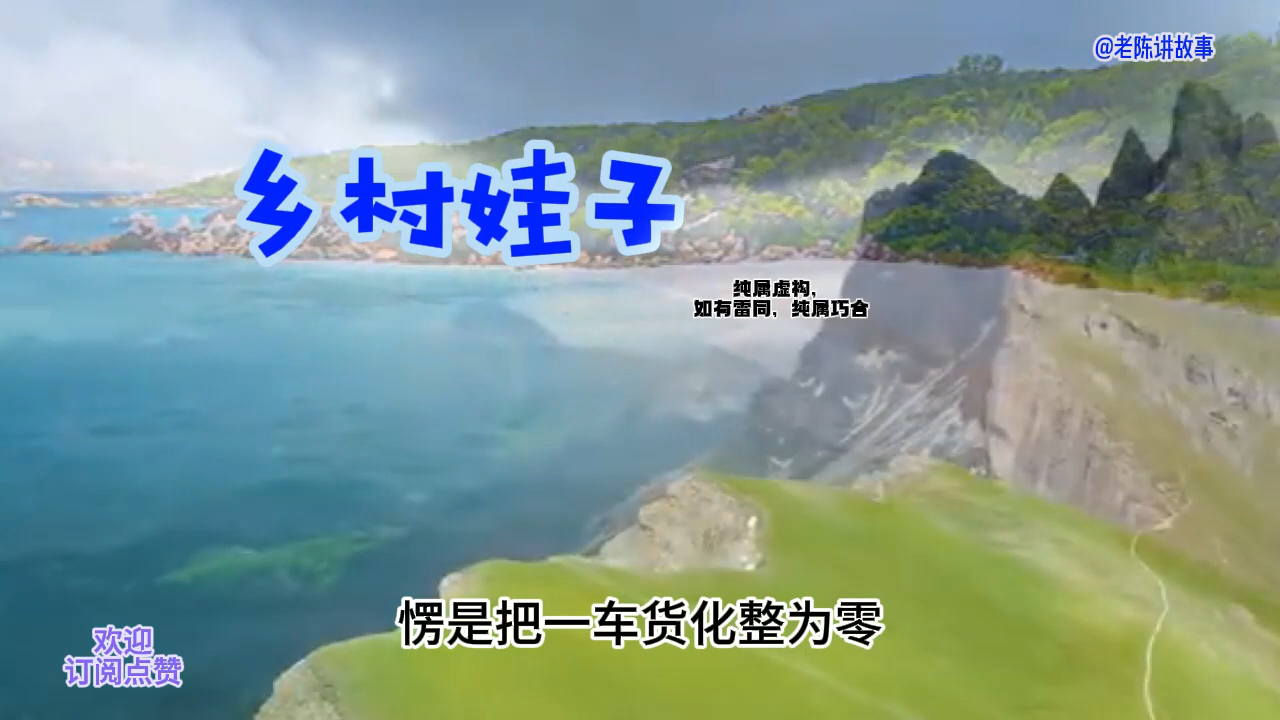 @老陈讲故事
乡村娃子
纯属虚构，
如有雷同，纯属巧合
愣是把一车货化整为零
欢迎
订阅点赞